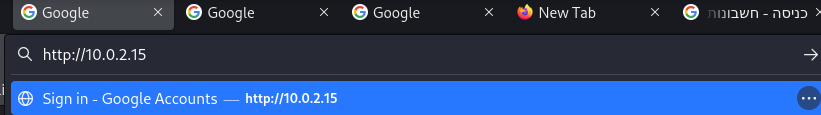 Google Google Google New Tab כניסה - חשבונות
http://10.0.2.15
Sign in - Google Accounts — http://10.0.2.15